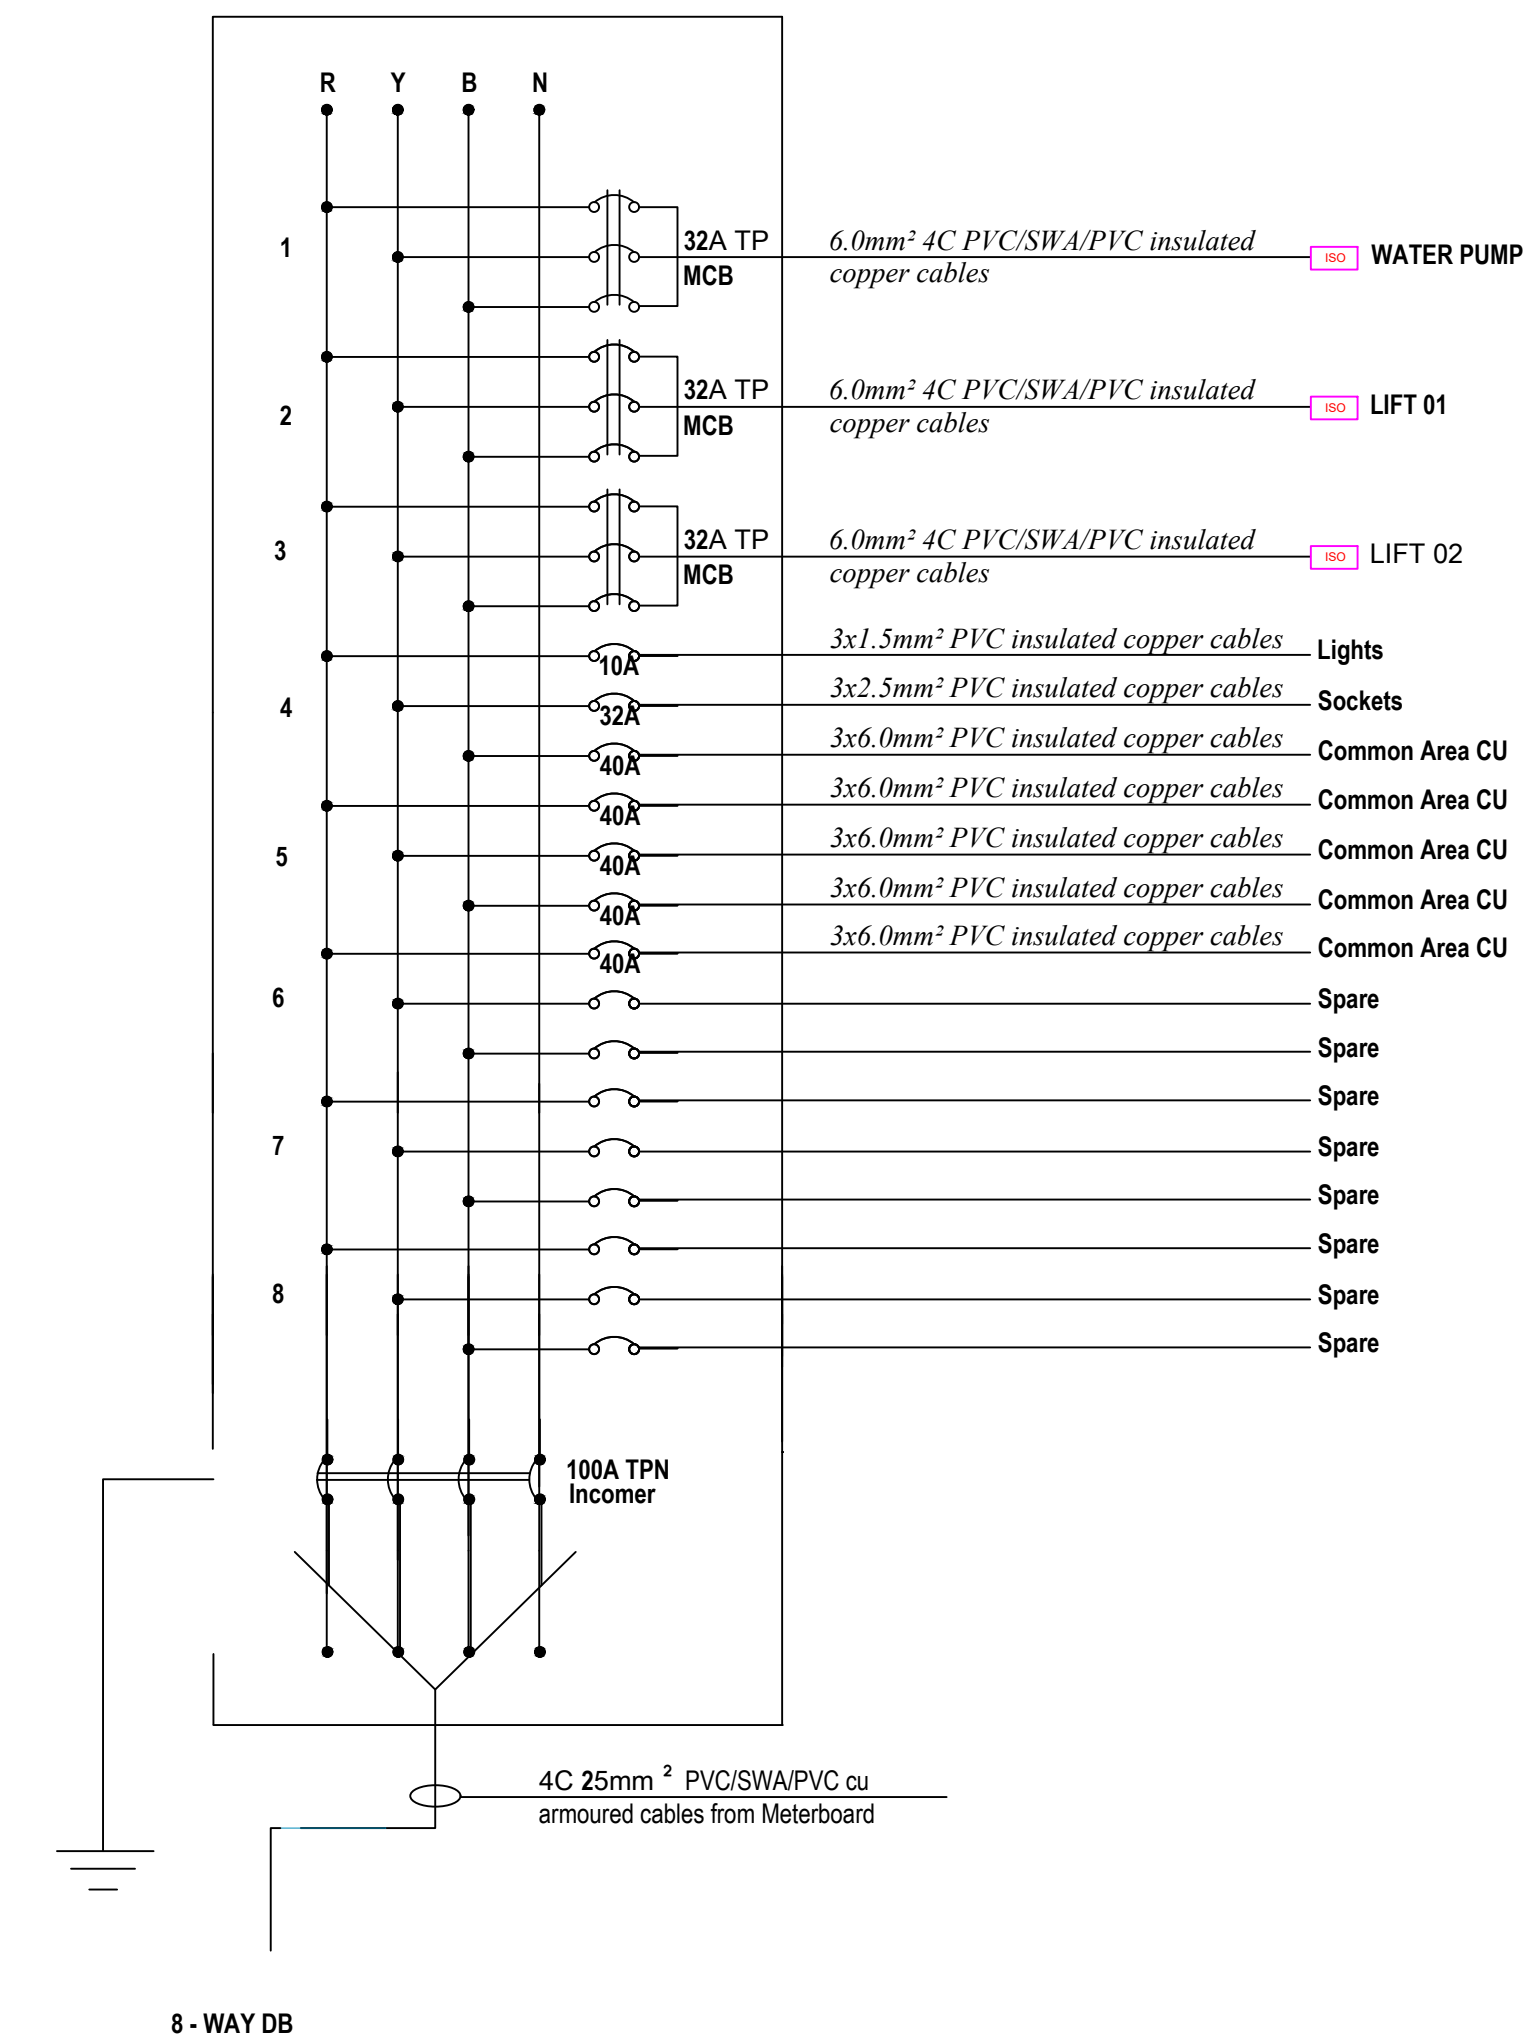 R Y B N
1
32A TP
MCB
6.0mm² 4C PVC/SWA/PVC insulated
copper cables
ISO
WATER PUMP
2
32A TP
MCB
6.0mm² 4C PVC/SWA/PVC insulated
copper cables
ISO
LIFT 01
3
32A TP
MCB
6.0mm² 4C PVC/SWA/PVC insulated
copper cables
ISO
LIFT 02
10A
3x1.5mm² PVC insulated copper cables
Lights
4
32A
3x2.5mm² PVC insulated copper cables
Sockets
40A
3x6.0mm² PVC insulated copper cables
Common Area CU
40A
3x6.0mm² PVC insulated copper cables
Common Area CU
5
40A
3x6.0mm² PVC insulated copper cables
Common Area CU
40A
3x6.0mm² PVC insulated copper cables
Common Area CU
40A
3x6.0mm² PVC insulated copper cables
Common Area CU
6
Spare
Spare
Spare
7
Spare
Spare
Spare
8
Spare
Spare
100A TPN
Incomer
4C 25mm ² PVC/SWA/PVC cu
armoured cables from Meterboard
8 - WAY DB